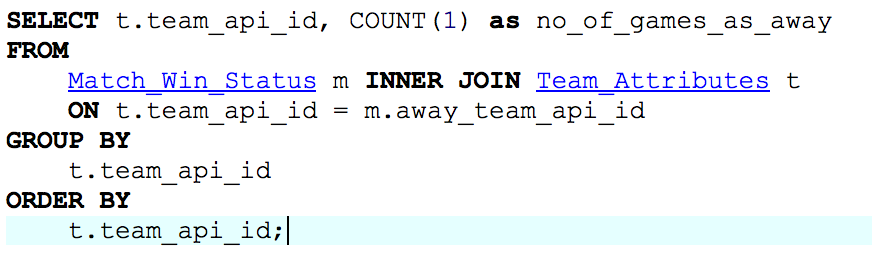 SELECT t.team_api_id, COUNT(1) as no_of_games_as_away
FROM
Match_Win_Status m INNER JOIN Team_Attributes t
ON t.team_api_id = m.away_team_api_id
GROUP BY
t.team_api_id
ORDER BY
t.team_api_id;